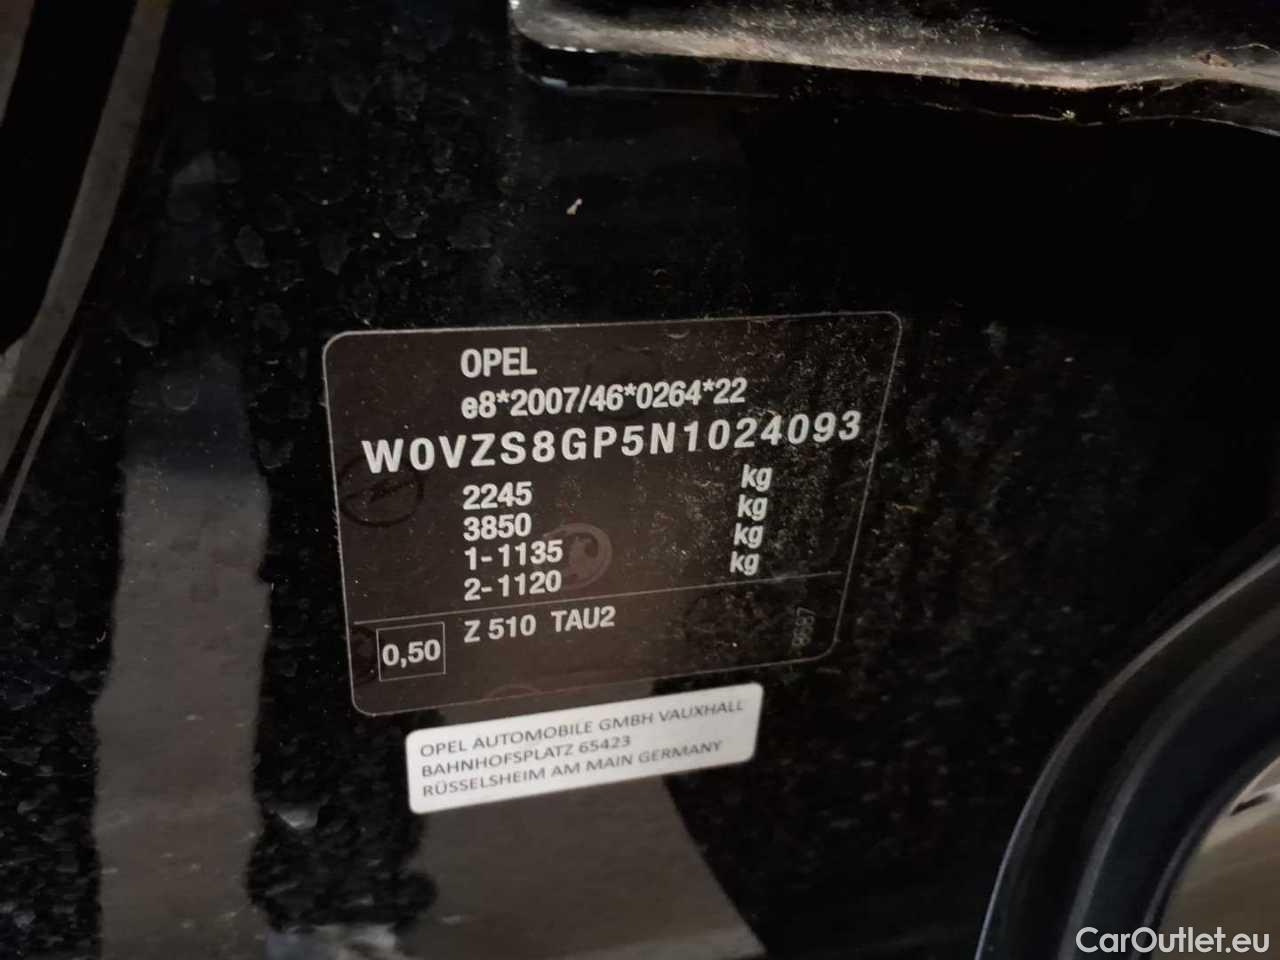 OPEL
e8*2007/46*0264*22
W0VZS8GP5N1024093
2245 kg
3850 kg
1-1135 kg
2-1120 kg
0,50 Z 510 TAU2
OPEL AUTOMOBILE GMBH VAUXHALL
BAHNHOFSPLATZ 65423
RÜSSELSHEIM AM MAIN GERMANY
CarOutlet.eu